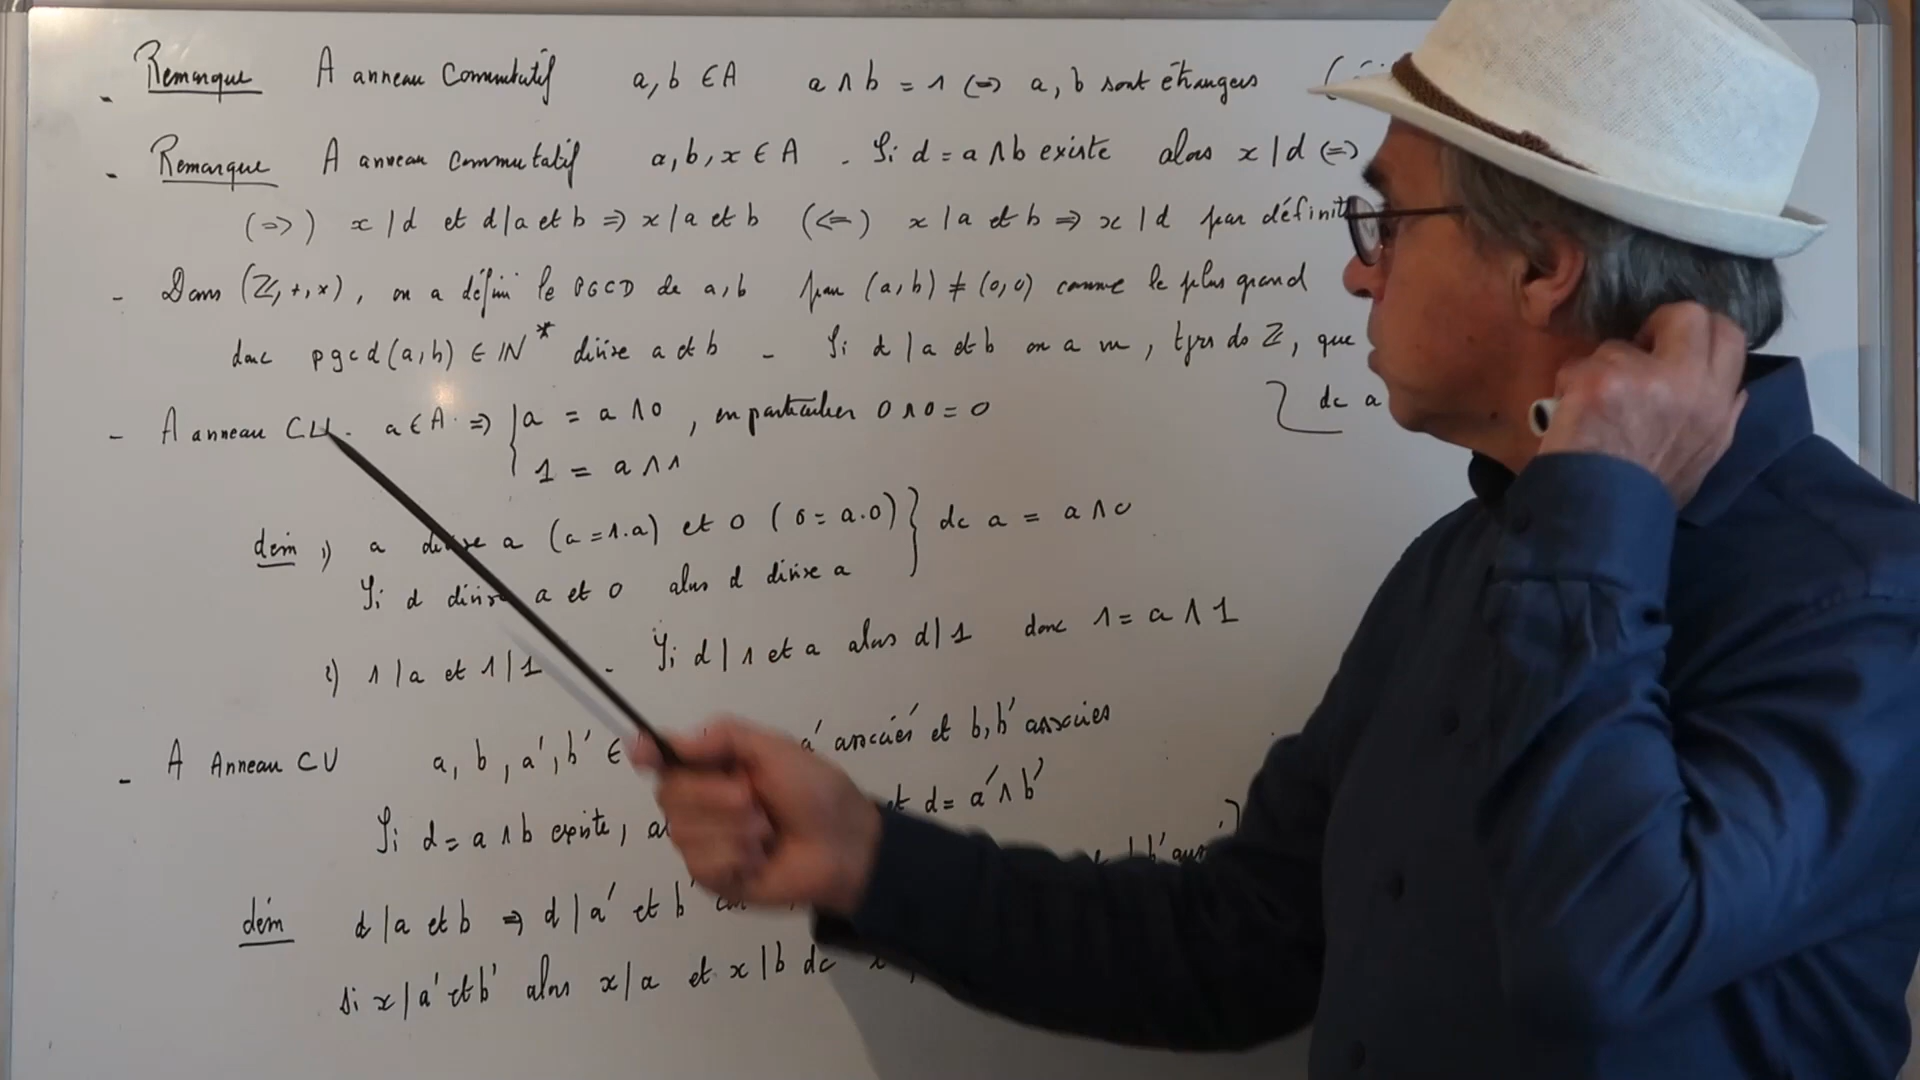 - Remarque A anneau Commutatif a, b ∈ A a ∧ b = 1 (=) a, b sont étrangers (
- Remarque A anneau commutatif a, b, x ∈ A . Si d = a ∧ b existe alors x | d (=)
(=>) x | d et d | a et b => x | a et b (<=) x | a et b => x | d par définit
- Dans (ℤ, +, ×), on a défini le PGCD de a, b pour (a, b) ≠ (0, 0) comme le plus grand
donc pgcd(a, b) ∈ ℕ* divise a et b - Si d | a et b on a m, de ℤ, que
- A anneau CU. a ∈ A => { a = a ∧ 0 , en particulier 0 ∧ 0 = 0 dc a
1 = a ∧ 1
dém 1) a divise a (a = 1.a) et 0 (0 = a.0) } dc a = a ∧ 0
Si d divise a et 0 alors d divise a
2) 1 | a et 1 | 1 . Si d | 1 et a alors d | 1 donc 1 = a ∧ 1
- A Anneau CU a, b, a', b' ∈ a' associés et b, b' associés
Si d = a ∧ b existe, et d = a' ∧ b'
dém d | a et b => d | a' et b' b'
si x | a' et b' alors x | a et x | b dc